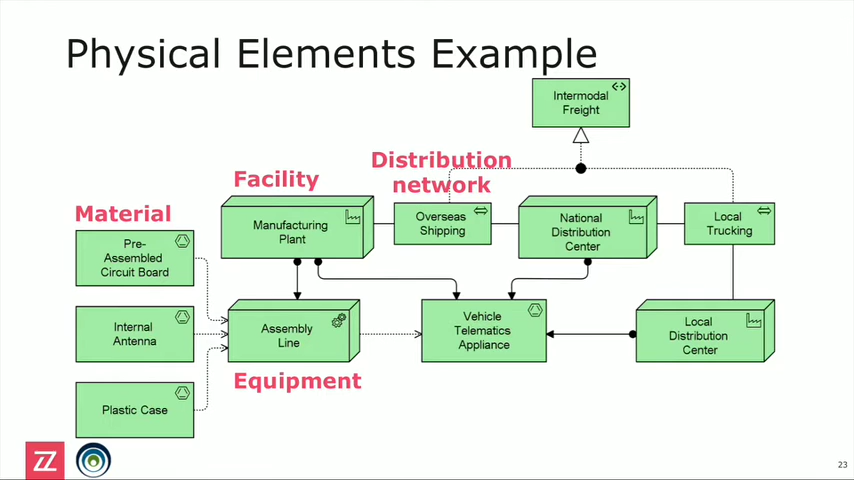 Physical Elements Example
Intermodal
Freight
Distribution
network
Facility
Material
Manufacturing
Plant
Overseas
Shipping
National
Distribution
Center
Local
Trucking
Pre-
Assembled
Circuit Board
Internal
Antenna
Plastic Case
Assembly
Line
Vehicle
Telematics
Appliance
Local
Distribution
Center
Equipment
23